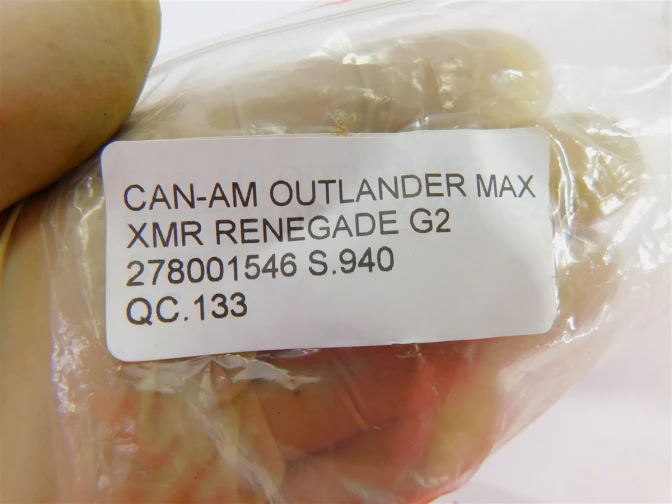 CAN-AM OUTLANDER MAX
XMR RENEGADE G2
278001546 S.940
QC.133